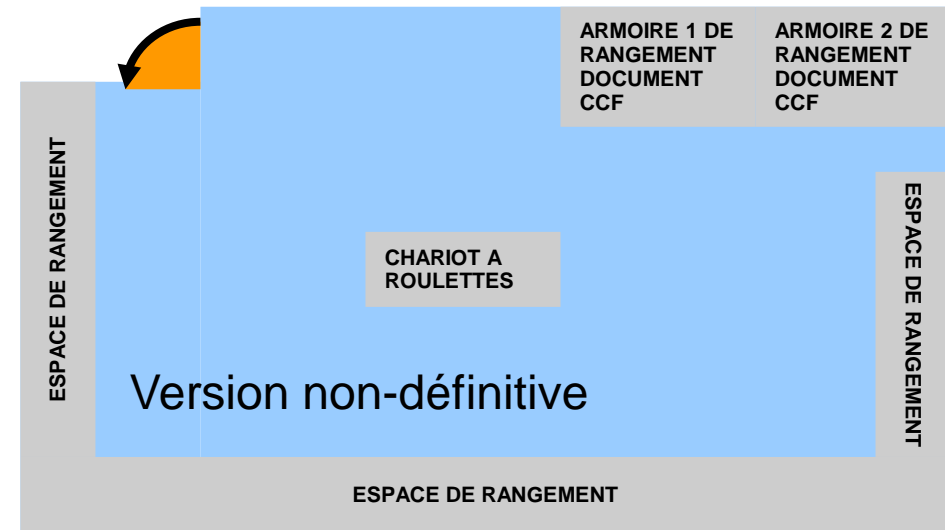 ARMOIRE 1 DE
RANGEMENT
DOCUMENT
CCF
ARMOIRE 2 DE
RANGEMENT
DOCUMENT
CCF
ESPACE DE RANGEMENT
CHARIOT A
ROULETTES
ESPACE DE RANGEMENT
Version non-définitive
ESPACE DE RANGEMENT